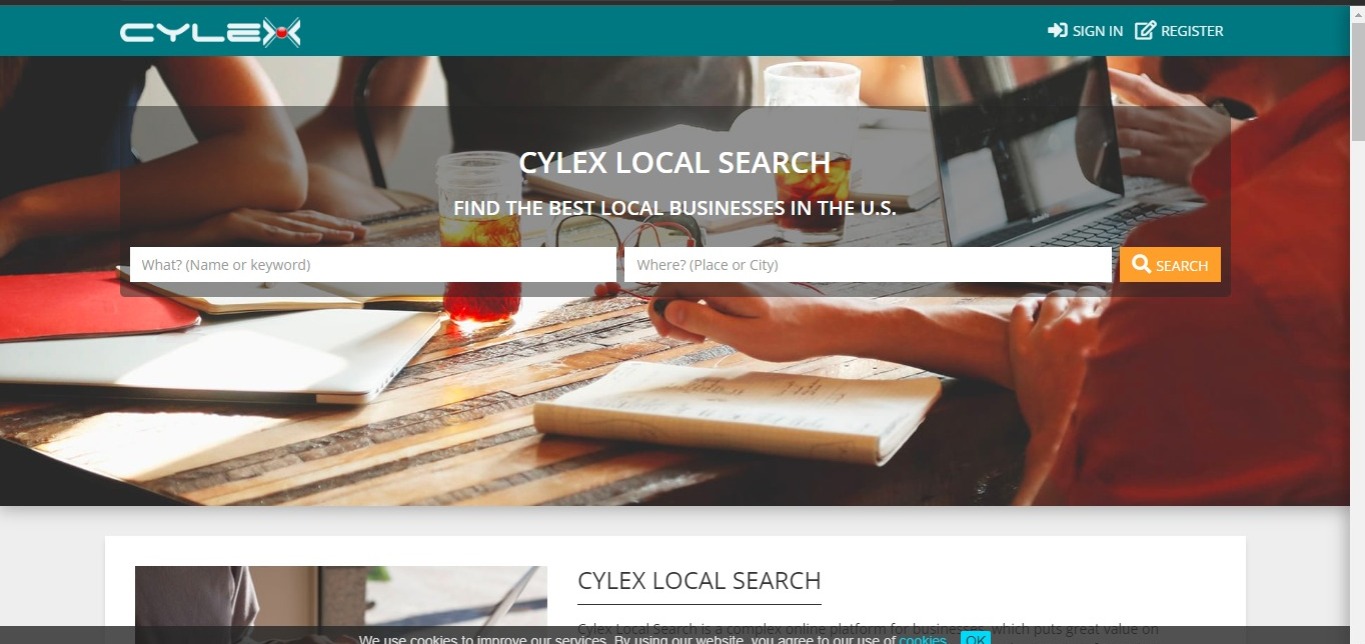 CYLEX
SIGN IN
REGISTER
CYLEX LOCAL SEARCH
FIND THE BEST LOCAL BUSINESSES IN THE U.S.
What? (Name or keyword)
Where? (Place or City)
SEARCH
CYLEX LOCAL SEARCH
Cylex Local Search is a complex online platform for businesses, which puts great value on
We use cookies to improve our services. By using our website, you agree to our use of cookies. OK